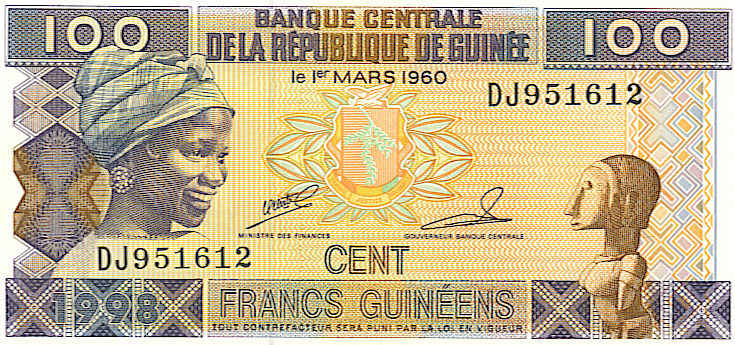 100
BANQUE CENTRALE
DE LA RÉPUBLIQUE DE GUINÉE
100
le 1er MARS 1960
DJ951612
MINISTRE DES FINANCES
GOUVERNEUR BANQUE CENTRALE
DJ951612
CENT
1998
FRANCS GUINÉENS
TOUT CONTREFACTEUR SERA PUNI PAR LA LOI EN VIGUEUR